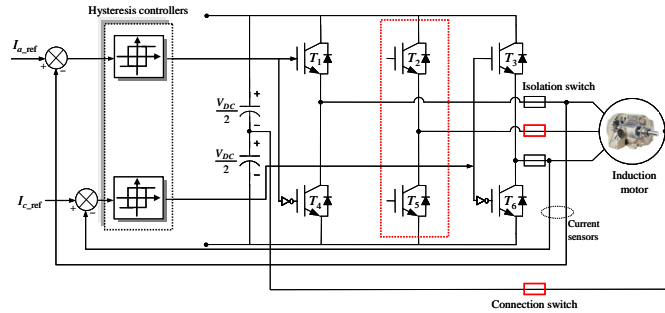 Hysteresis controllers
I_a_ref
+
−
T_1
T_2
T_3
V_DC
2
+
−
Isolation switch
V_DC
2
+
−
Induction
motor
I_c_ref
+
−
T_4
T_5
T_6
Current
sensors
Connection switch